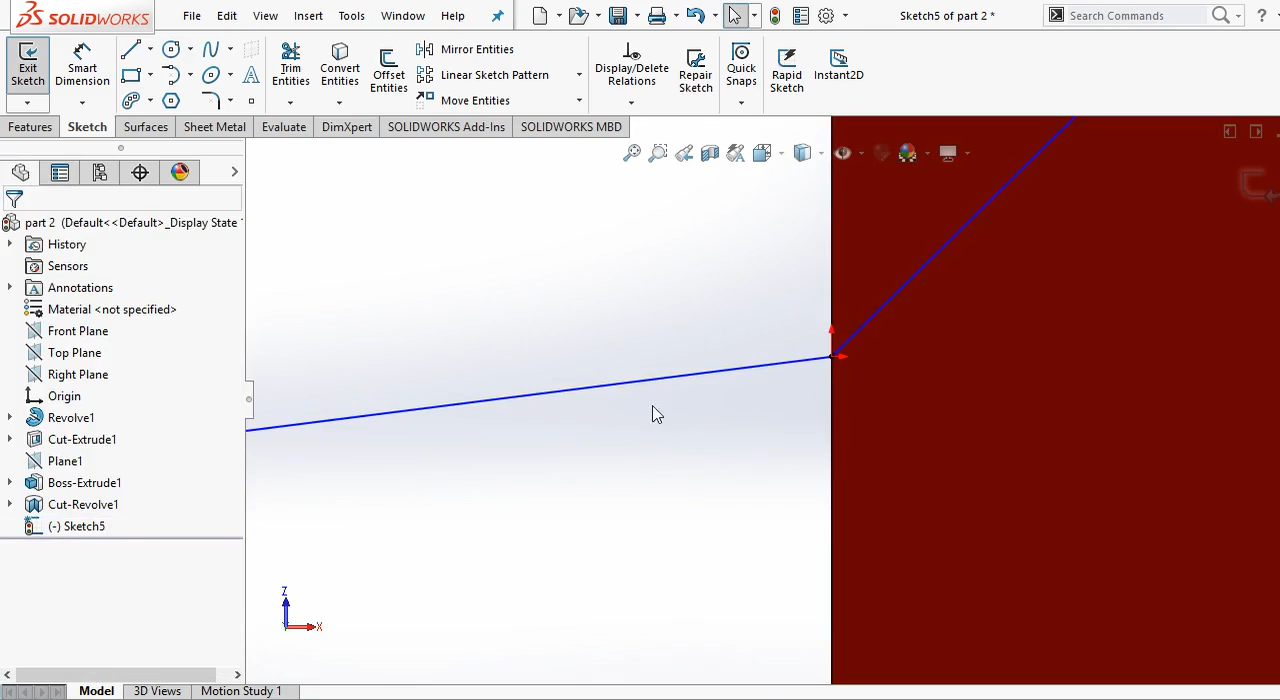 SOLIDWORKS File Edit View Insert Tools Window Help Sketch5 of part 2 * Search Commands ?
Exit Sketch
Smart Dimension
Trim Entities
Convert Entities
Offset Entities
Mirror Entities
Linear Sketch Pattern
Move Entities
Display/Delete Relations
Repair Sketch
Quick Snaps
Rapid Sketch
Instant2D
Features Sketch Surfaces Sheet Metal Evaluate DimXpert SOLIDWORKS Add-Ins SOLIDWORKS MBD
part 2 (Default<<Default>_Display State
History
Sensors
Annotations
Material <not specified>
Front Plane
Top Plane
Right Plane
Origin
Revolve1
Cut-Extrude1
Plane1
Boss-Extrude1
Cut-Revolve1
(-) Sketch5
Z
X
Model 3D Views Motion Study 1